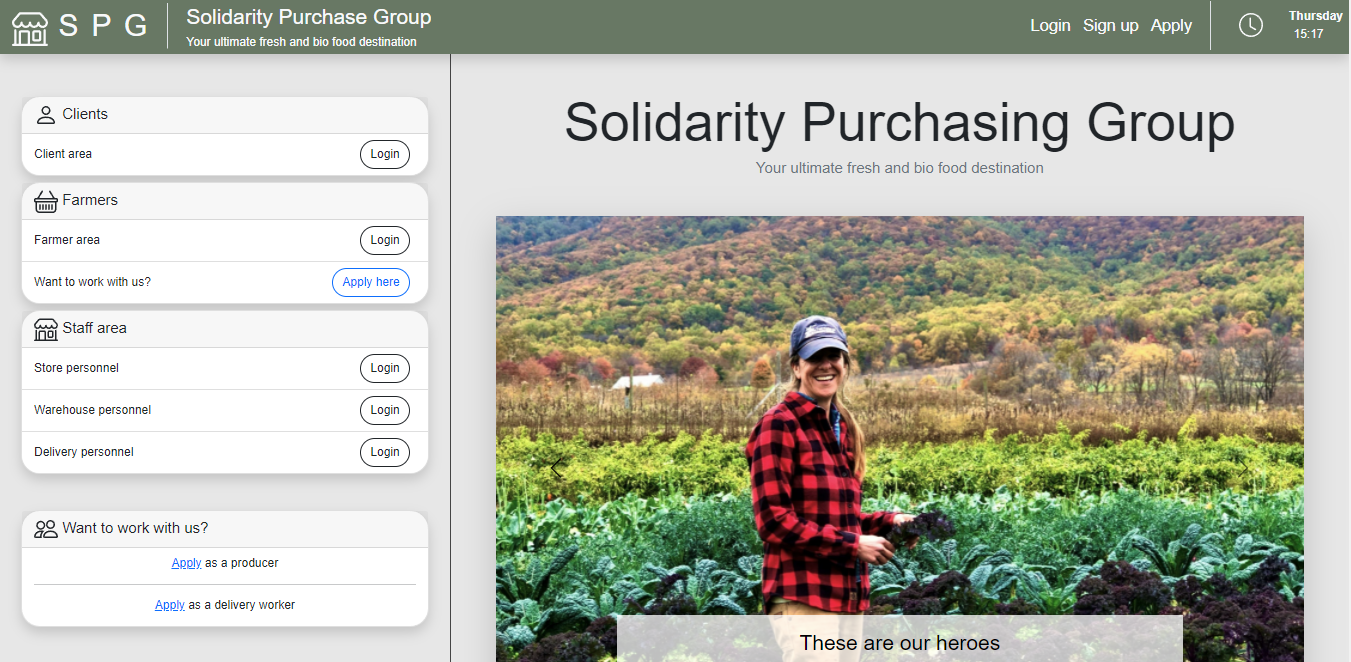 S P G
Solidarity Purchase Group
Your ultimate fresh and bio food destination
Login Sign up Apply
Thursday
15:17
Clients
Client area Login
Farmers
Farmer area Login
Want to work with us? Apply here
Staff area
Store personnel Login
Warehouse personnel Login
Delivery personnel Login
Want to work with us?
Apply as a producer
Apply as a delivery worker
Solidarity Purchasing Group
Your ultimate fresh and bio food destination
These are our heroes